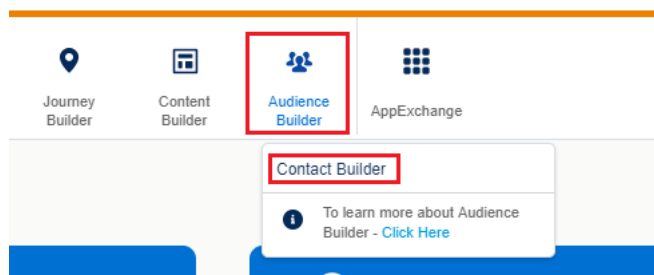 Journey
Builder
Content
Builder
Audience
Builder
AppExchange
Contact Builder
To learn more about Audience
Builder - Click Here